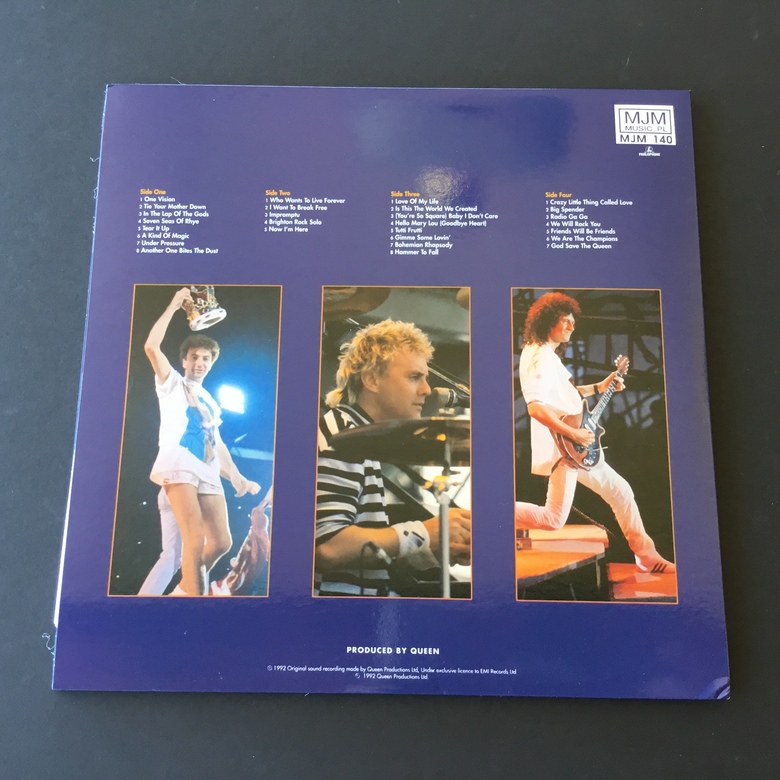 MJM
MUSIC PL
MJM 140
PARLOPHONE
Side One
1 One Vision
2 Tie Your Mother Down
3 In The Lap Of The Gods
4 Seven Seas Of Rhye
5 Tear It Up
6 A Kind Of Magic
7 Under Pressure
8 Another One Bites The Dust
Side Two
1 Who Wants To Live Forever
2 I Want To Break Free
3 Impromptu
4 Brighton Rock Solo
5 Now I'm Here
Side Three
1 Love Of My Life
2 Is This The World We Created
3 (You're So Square) Baby I Don't Care
4 Hello Mary Lou (Goodbye Heart)
5 Tutti Frutti
6 Gimme Some Lovin'
7 Bohemian Rhapsody
8 Hammer To Fall
Side Four
1 Crazy Little Thing Called Love
2 Big Spender
3 Radio Ga Ga
4 We Will Rock You
5 Friends Will Be Friends
6 We Are The Champions
7 God Save The Queen
PRODUCED BY QUEEN
℗ 1992 Original sound recording made by Queen Productions Ltd, Under exclusive licence to EMI Records Ltd
© 1992 Queen Productions Ltd.